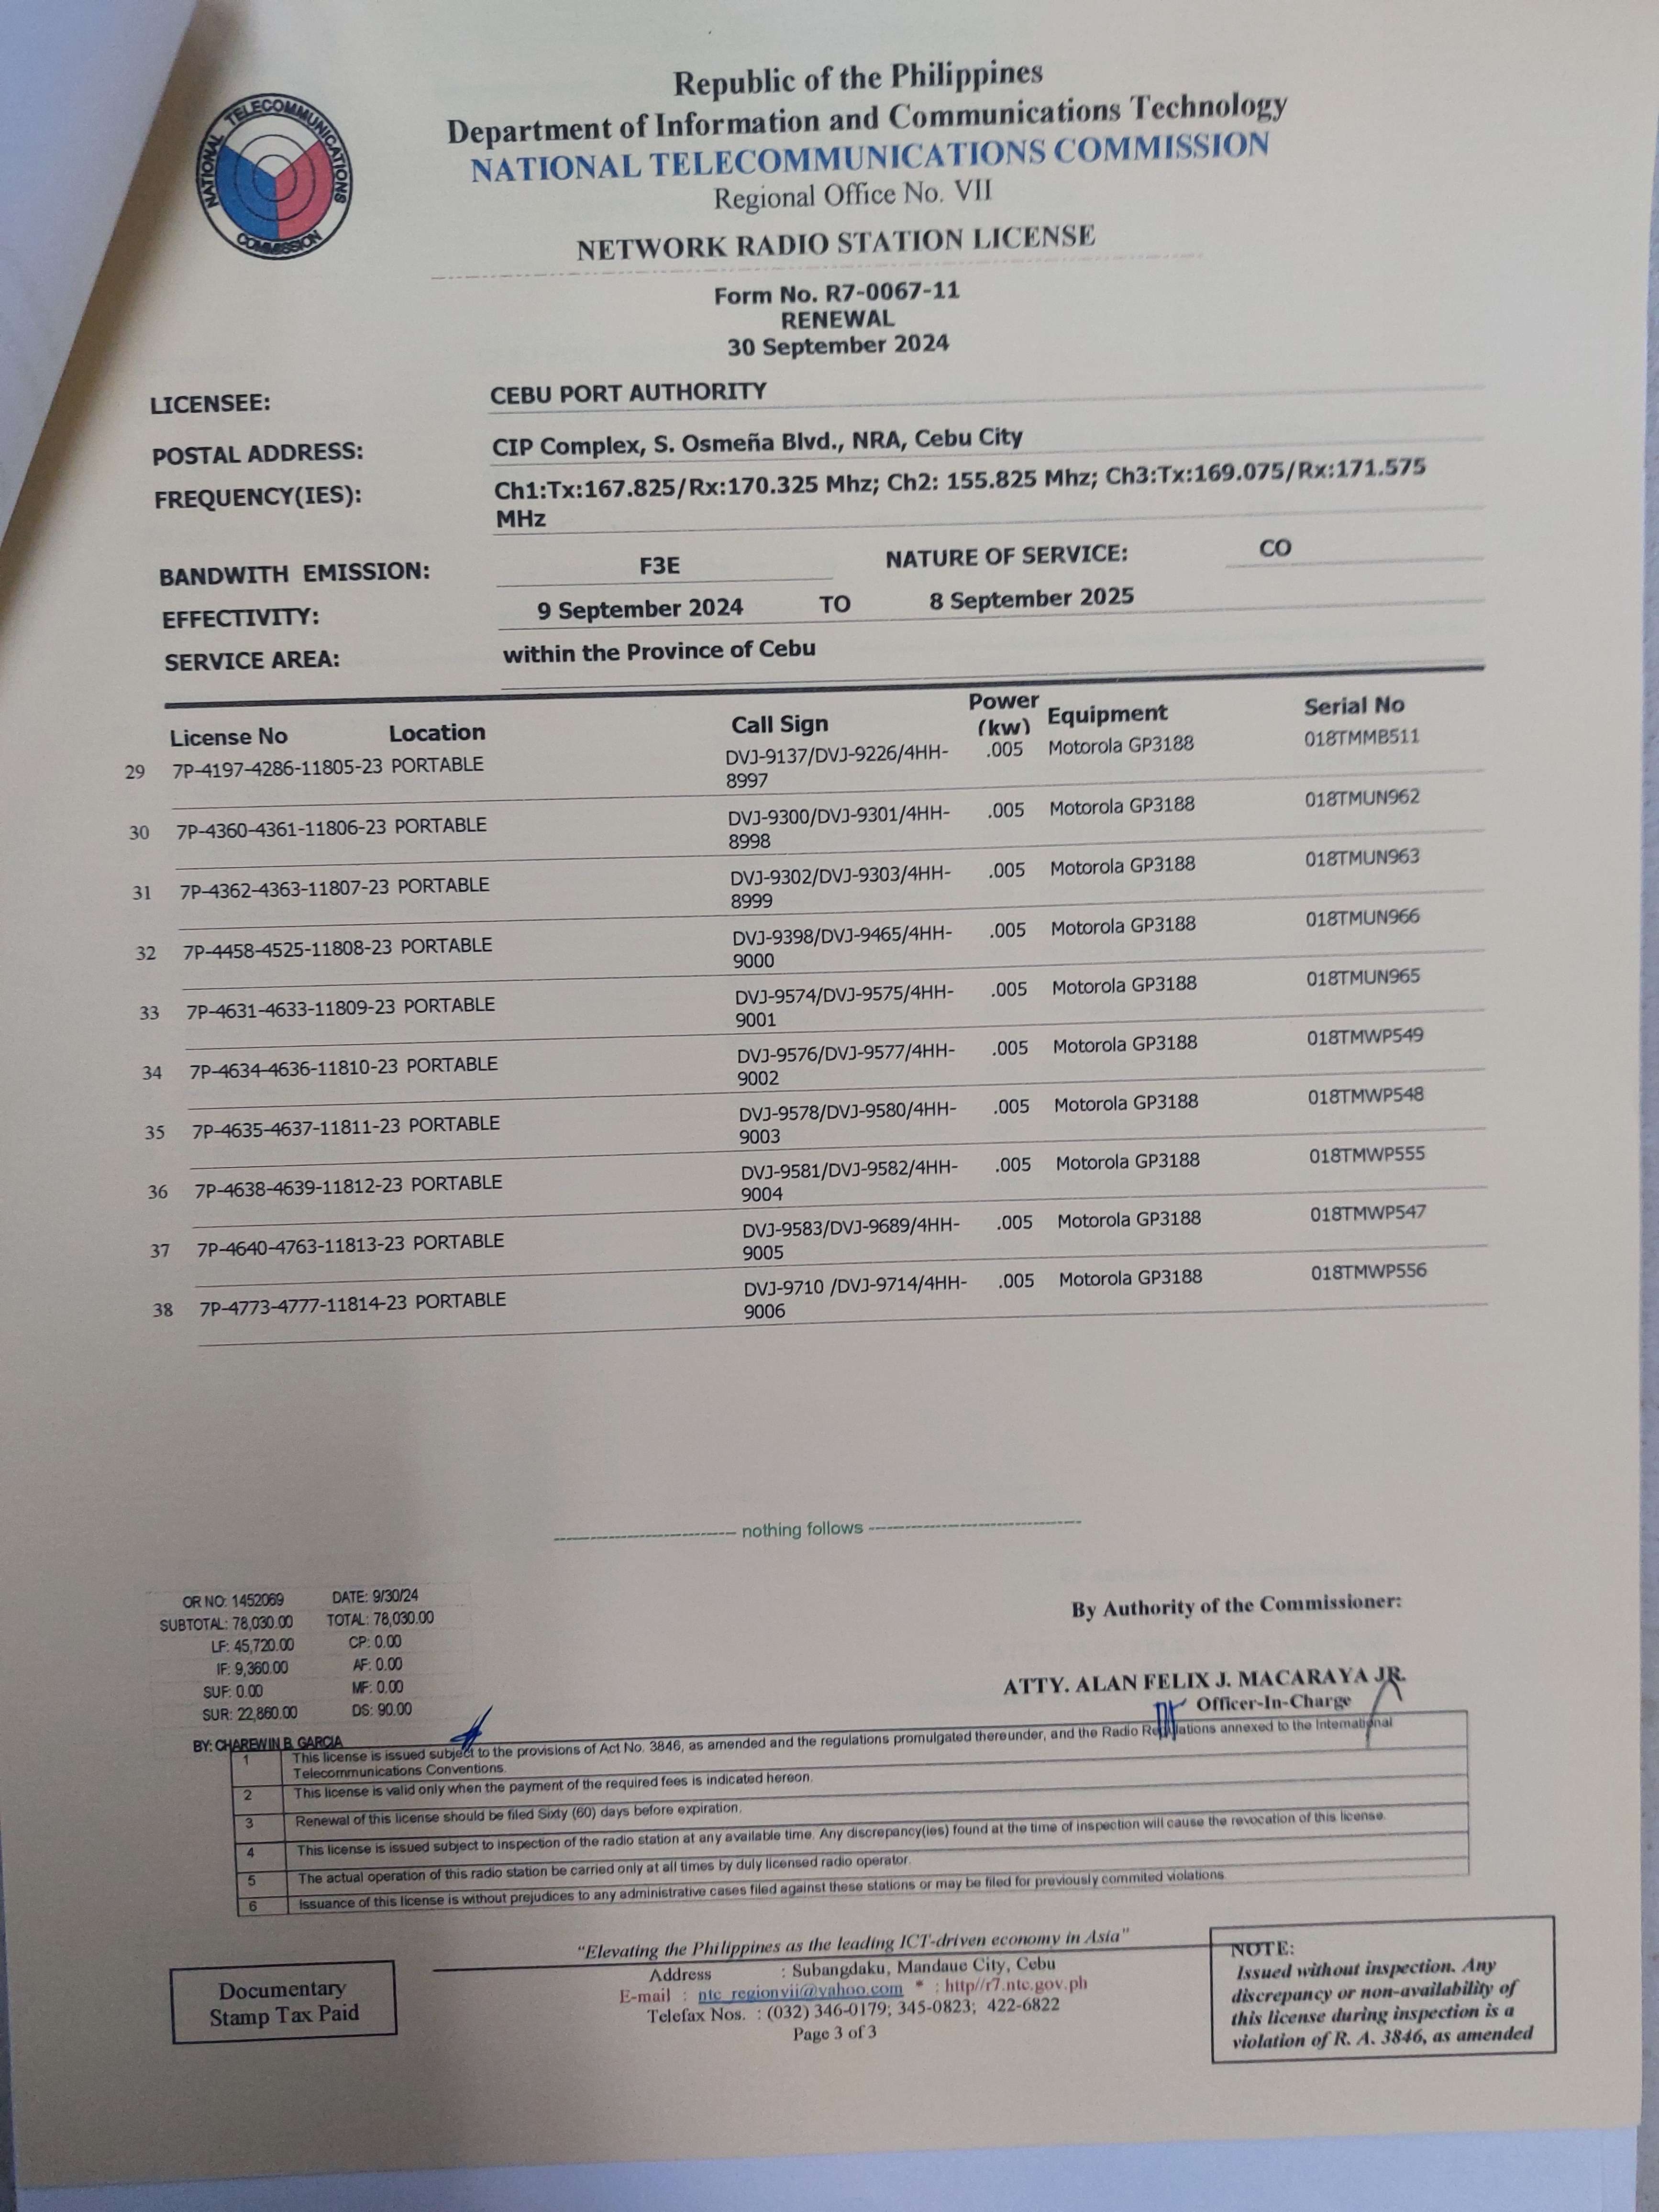 NATIONAL TELECOMMUNICATIONS COMMISSION
Republic of the Philippines
Department of Information and Communications Technology
NATIONAL TELECOMMUNICATIONS COMMISSION
Regional Office No. VII
NETWORK RADIO STATION LICENSE
Form No. R7-0067-11
RENEWAL
30 September 2024
LICENSEE: CEBU PORT AUTHORITY
POSTAL ADDRESS: CIP Complex, S. Osmeña Blvd., NRA, Cebu City
FREQUENCY(IES): Ch1:Tx:167.825/Rx:170.325 Mhz; Ch2: 155.825 Mhz; Ch3:Tx:169.075/Rx:171.575
MHz
BANDWITH EMISSION: F3E NATURE OF SERVICE: CO
EFFECTIVITY: 9 September 2024 TO 8 September 2025
SERVICE AREA: within the Province of Cebu
License No Location Call Sign Power (kw) Equipment Serial No
29 7P-4197-4286-11805-23 PORTABLE DVJ-9137/DVJ-9226/4HH- .005 Motorola GP3188 018TMMB511
8997
30 7P-4360-4361-11806-23 PORTABLE DVJ-9300/DVJ-9301/4HH- .005 Motorola GP3188 018TMUN962
8998
31 7P-4362-4363-11807-23 PORTABLE DVJ-9302/DVJ-9303/4HH- .005 Motorola GP3188 018TMUN963
8999
32 7P-4458-4525-11808-23 PORTABLE DVJ-9398/DVJ-9465/4HH- .005 Motorola GP3188 018TMUN966
9000
33 7P-4631-4633-11809-23 PORTABLE DVJ-9574/DVJ-9575/4HH- .005 Motorola GP3188 018TMUN965
9001
34 7P-4634-4636-11810-23 PORTABLE DVJ-9576/DVJ-9577/4HH- .005 Motorola GP3188 018TMWP549
9002
35 7P-4635-4637-11811-23 PORTABLE DVJ-9578/DVJ-9580/4HH- .005 Motorola GP3188 018TMWP548
9003
36 7P-4638-4639-11812-23 PORTABLE DVJ-9581/DVJ-9582/4HH- .005 Motorola GP3188 018TMWP555
9004
37 7P-4640-4763-11813-23 PORTABLE DVJ-9583/DVJ-9689/4HH- .005 Motorola GP3188 018TMWP547
9005
38 7P-4773-4777-11814-23 PORTABLE DVJ-9710 /DVJ-9714/4HH- .005 Motorola GP3188 018TMWP556
9006
nothing follows
OR NO: 1452069 DATE: 9/30/24
SUBTOTAL: 78,030.00 TOTAL: 78,030.00
LF: 45,720.00 CP: 0.00
IF: 9,360.00 AF: 0.00
SUF: 0.00 MF: 0.00
SUR: 22,860.00 DS: 90.00
BY: CHAREWIN B. GARCIA
By Authority of the Commissioner:
ATTY. ALAN FELIX J. MACARAYA JR.
Officer-In-Charge
1 This license is issued subject to the provisions of Act No. 3846, as amended and the regulations promulgated thereunder, and the Radio Regulations annexed to the International
Telecommunications Conventions.
2 This license is valid only when the payment of the required fees is indicated hereon.
3 Renewal of this license should be filed Sixty (60) days before expiration.
4 This license is issued subject to inspection of the radio station at any available time. Any discrepancy(ies) found at the time of inspection will cause the revocation of this license.
5 The actual operation of this radio station be carried only at all times by duly licensed radio operator.
6 Issuance of this license is without prejudices to any administrative cases filed against these stations or may be filed for previously commited violations.
Documentary
Stamp Tax Paid
"Elevating the Philippines as the leading ICT-driven economy in Asia"
Address : Subangdaku, Mandaue City, Cebu
E-mail : ntc_regionvii@yahoo.com * : http//r7.ntc.gov.ph
Telefax Nos. : (032) 346-0179; 345-0823; 422-6822
Page 3 of 3
NOTE:
Issued without inspection. Any
discrepancy or non-availability of
this license during inspection is a
violation of R. A. 3846, as amended